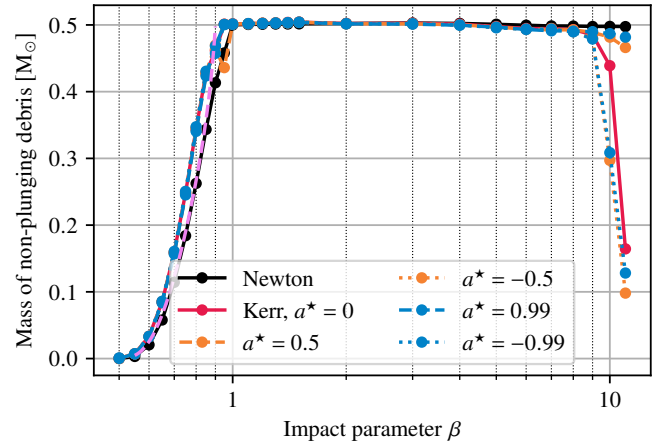 Mass of non-plunging debris [M⊙]
0.5
0.4
0.3
0.2
0.1
0.0
Newton
Kerr, a★ = 0
a★ = 0.5
a★ = −0.5
a★ = 0.99
a★ = −0.99
1
10
Impact parameter β